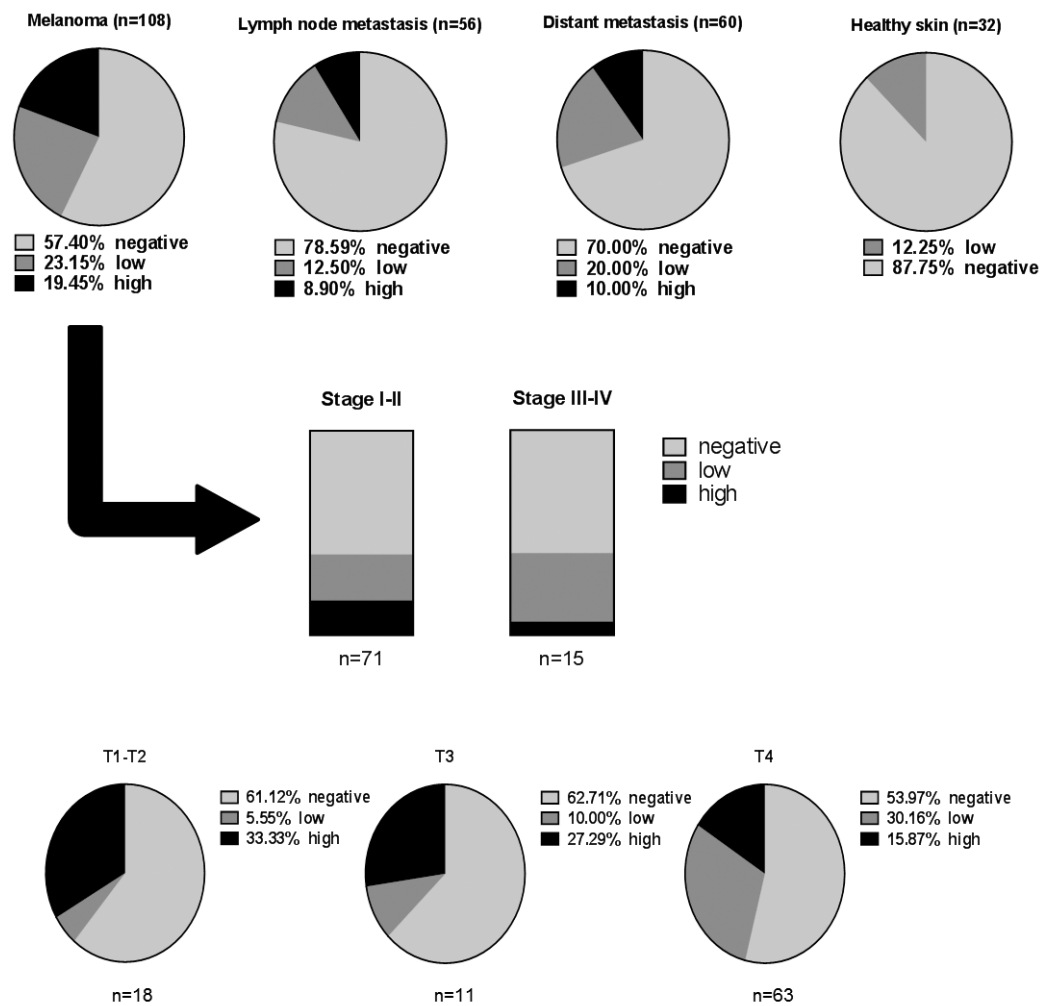 Melanoma (n=108)
57.40% negative
23.15% low
19.45% high
Lymph node metastasis (n=56)
78.59% negative
12.50% low
8.90% high
Distant metastasis (n=60)
70.00% negative
20.00% low
10.00% high
Healthy skin (n=32)
12.25% low
87.75% negative
Stage I-II
n=71
Stage III-IV
n=15
negative
low
high
T1-T2
61.12% negative
5.55% low
33.33% high
n=18
T3
62.71% negative
10.00% low
27.29% high
n=11
T4
53.97% negative
30.16% low
15.87% high
n=63